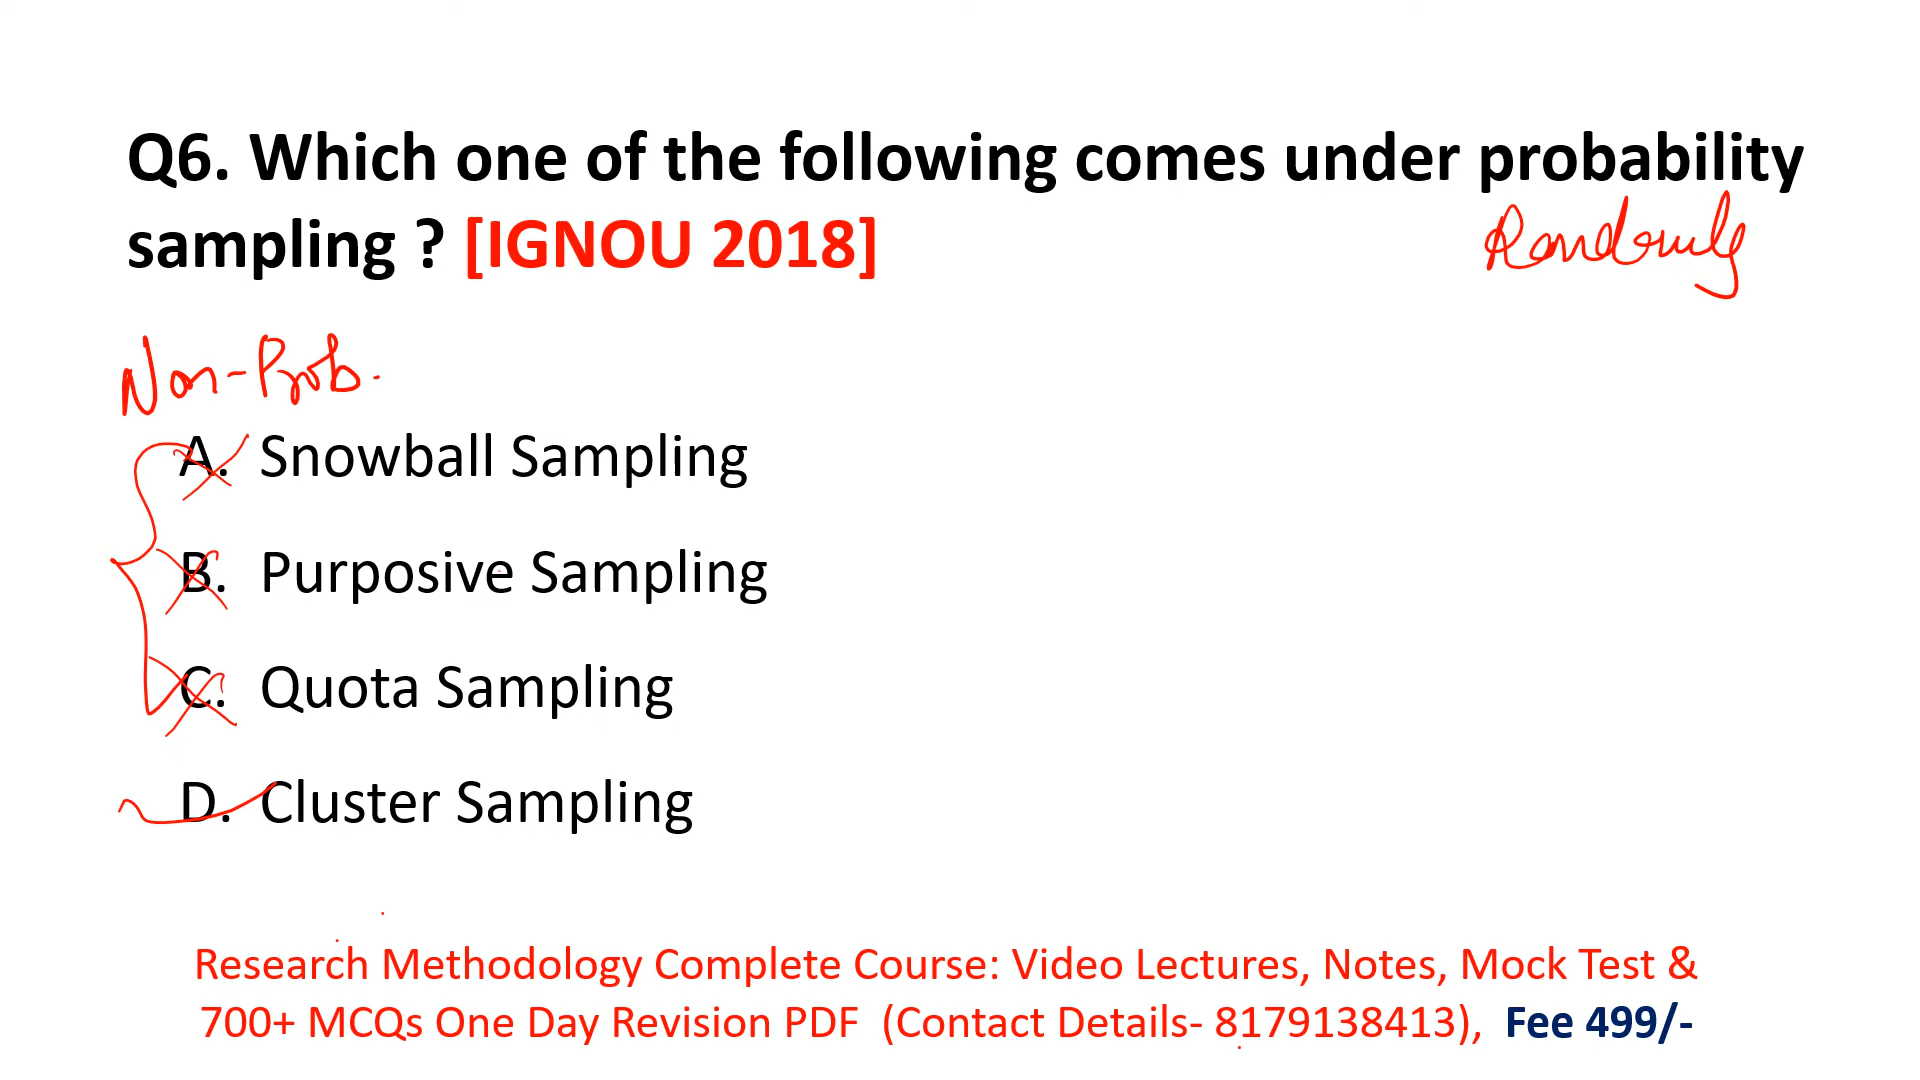 Q6. Which one of the following comes under probability
sampling ? [IGNOU 2018]
Randomly
Non-Prob.
A. Snowball Sampling
B. Purposive Sampling
C. Quota Sampling
D. Cluster Sampling
Research Methodology Complete Course: Video Lectures, Notes, Mock Test &
700+ MCQs One Day Revision PDF (Contact Details- 8179138413), Fee 499/-